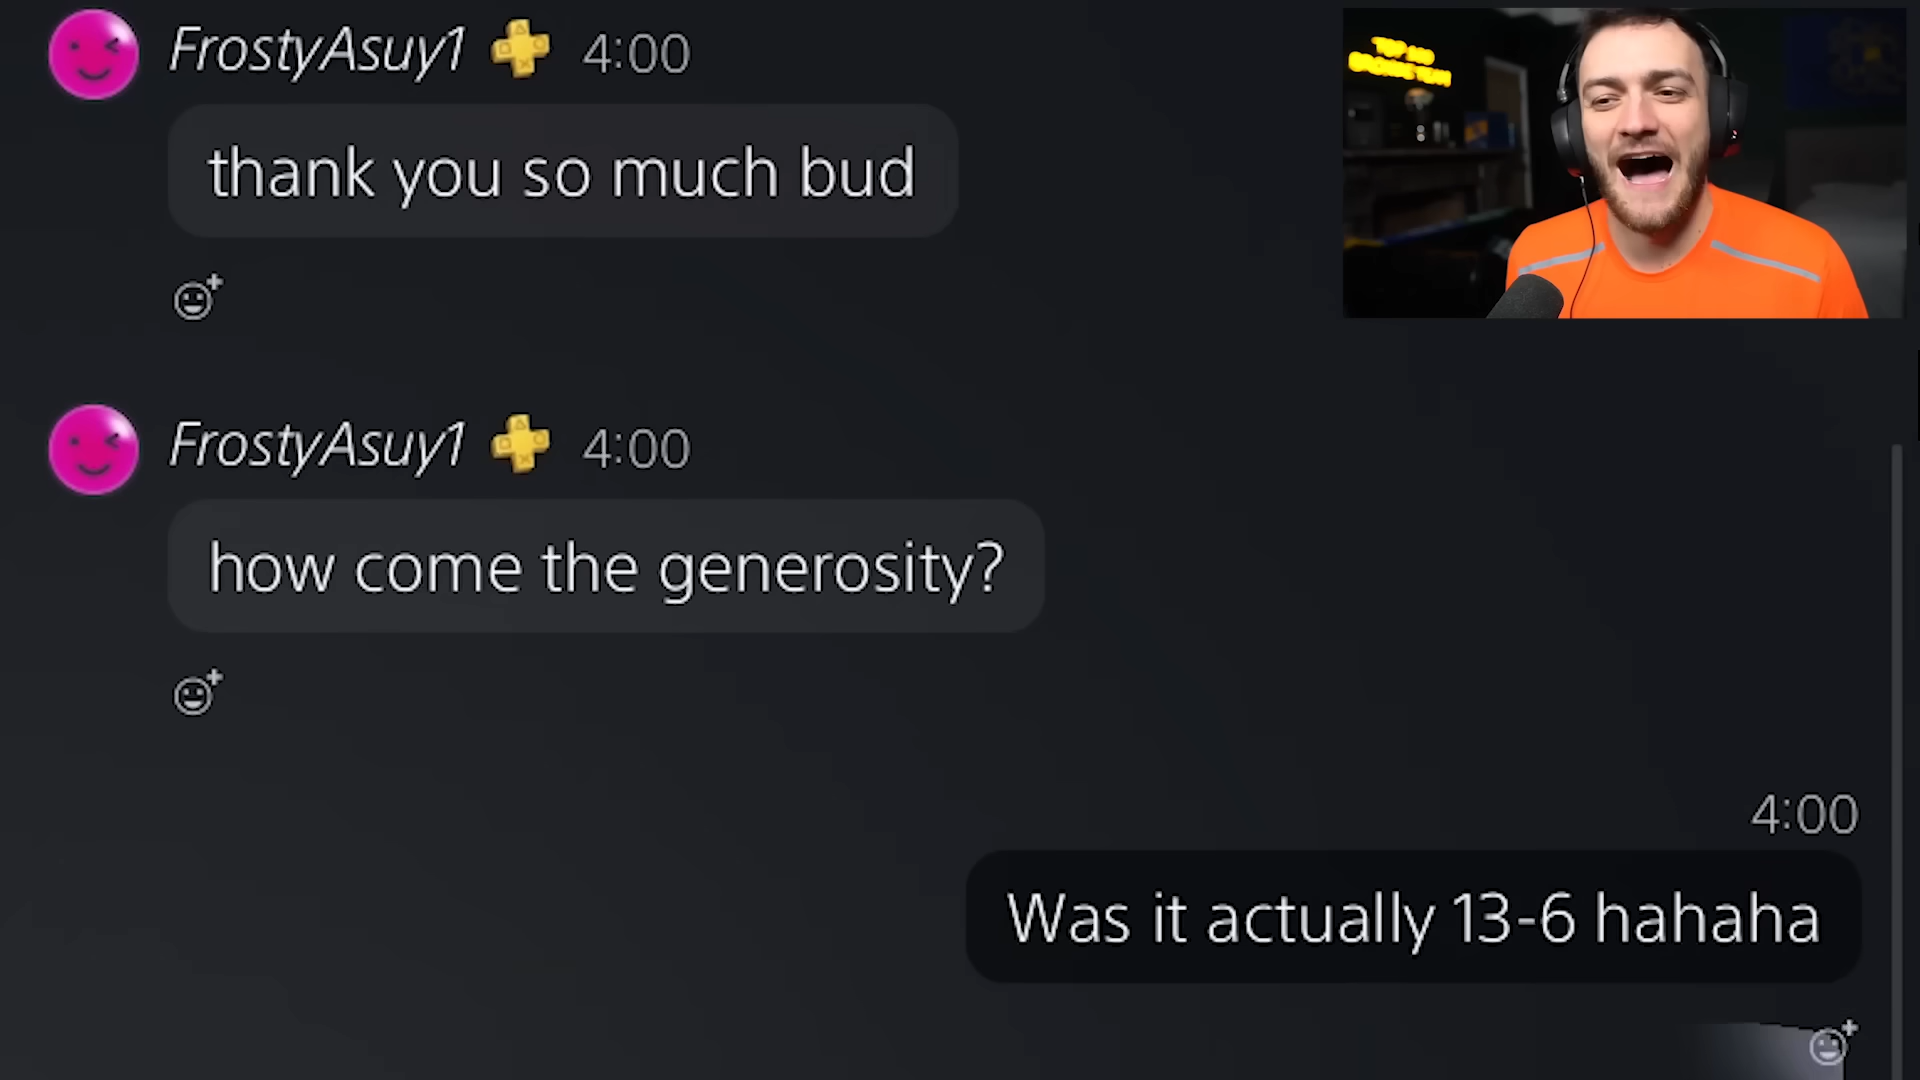 FrostyAsuy1 4:00
thank you so much bud
FrostyAsuy1 4:00
how come the generosity?
4:00
Was it actually 13-6 hahaha